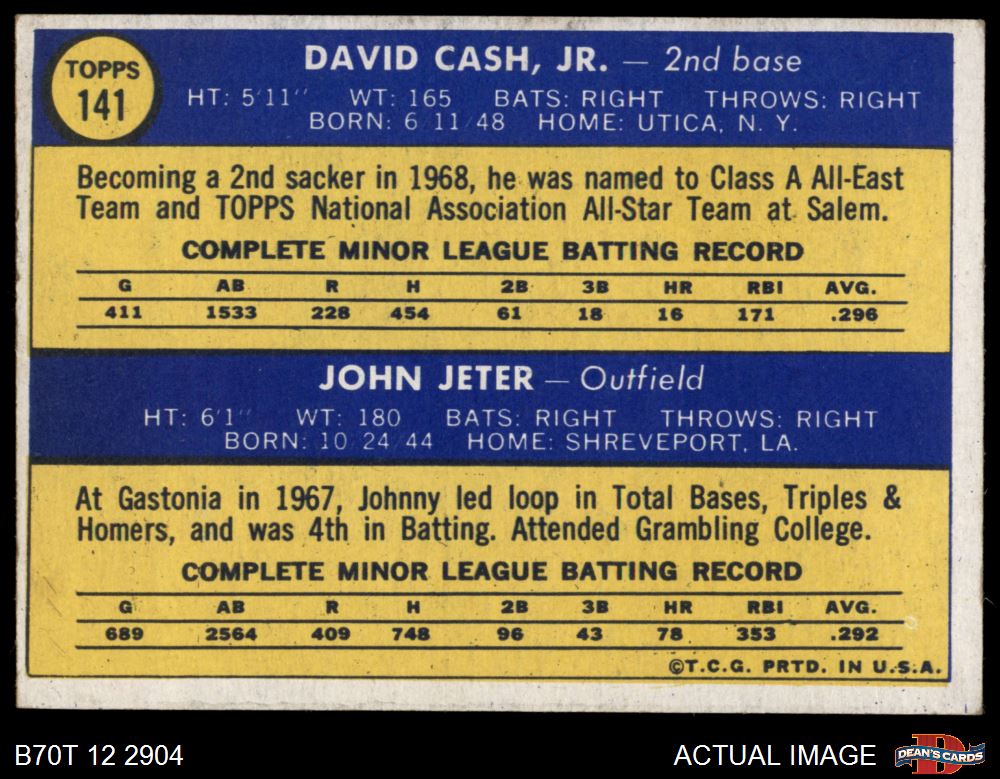 TOPPS
141
DAVID CASH, JR. — 2nd base
HT: 5'11" WT: 165 BATS: RIGHT THROWS: RIGHT
BORN: 6 11 48 HOME: UTICA, N. Y.
Becoming a 2nd sacker in 1968, he was named to Class A All-East
Team and TOPPS National Association All-Star Team at Salem.
COMPLETE MINOR LEAGUE BATTING RECORD
G AB R H 2B 3B HR RBI AVG.
411 1533 228 454 61 18 16 171 .296
JOHN JETER — Outfield
HT: 6'1" WT: 180 BATS: RIGHT THROWS: RIGHT
BORN: 10 24 44 HOME: SHREVEPORT, LA.
At Gastonia in 1967, Johnny led loop in Total Bases, Triples &
Homers, and was 4th in Batting. Attended Grambling College.
COMPLETE MINOR LEAGUE BATTING RECORD
G AB R H 2B 3B HR RBI AVG.
689 2564 409 748 96 43 78 353 .292
©T.C.G. PRTD. IN U.S.A.
B70T 12 2904 ACTUAL IMAGE DEAN'S CARDS